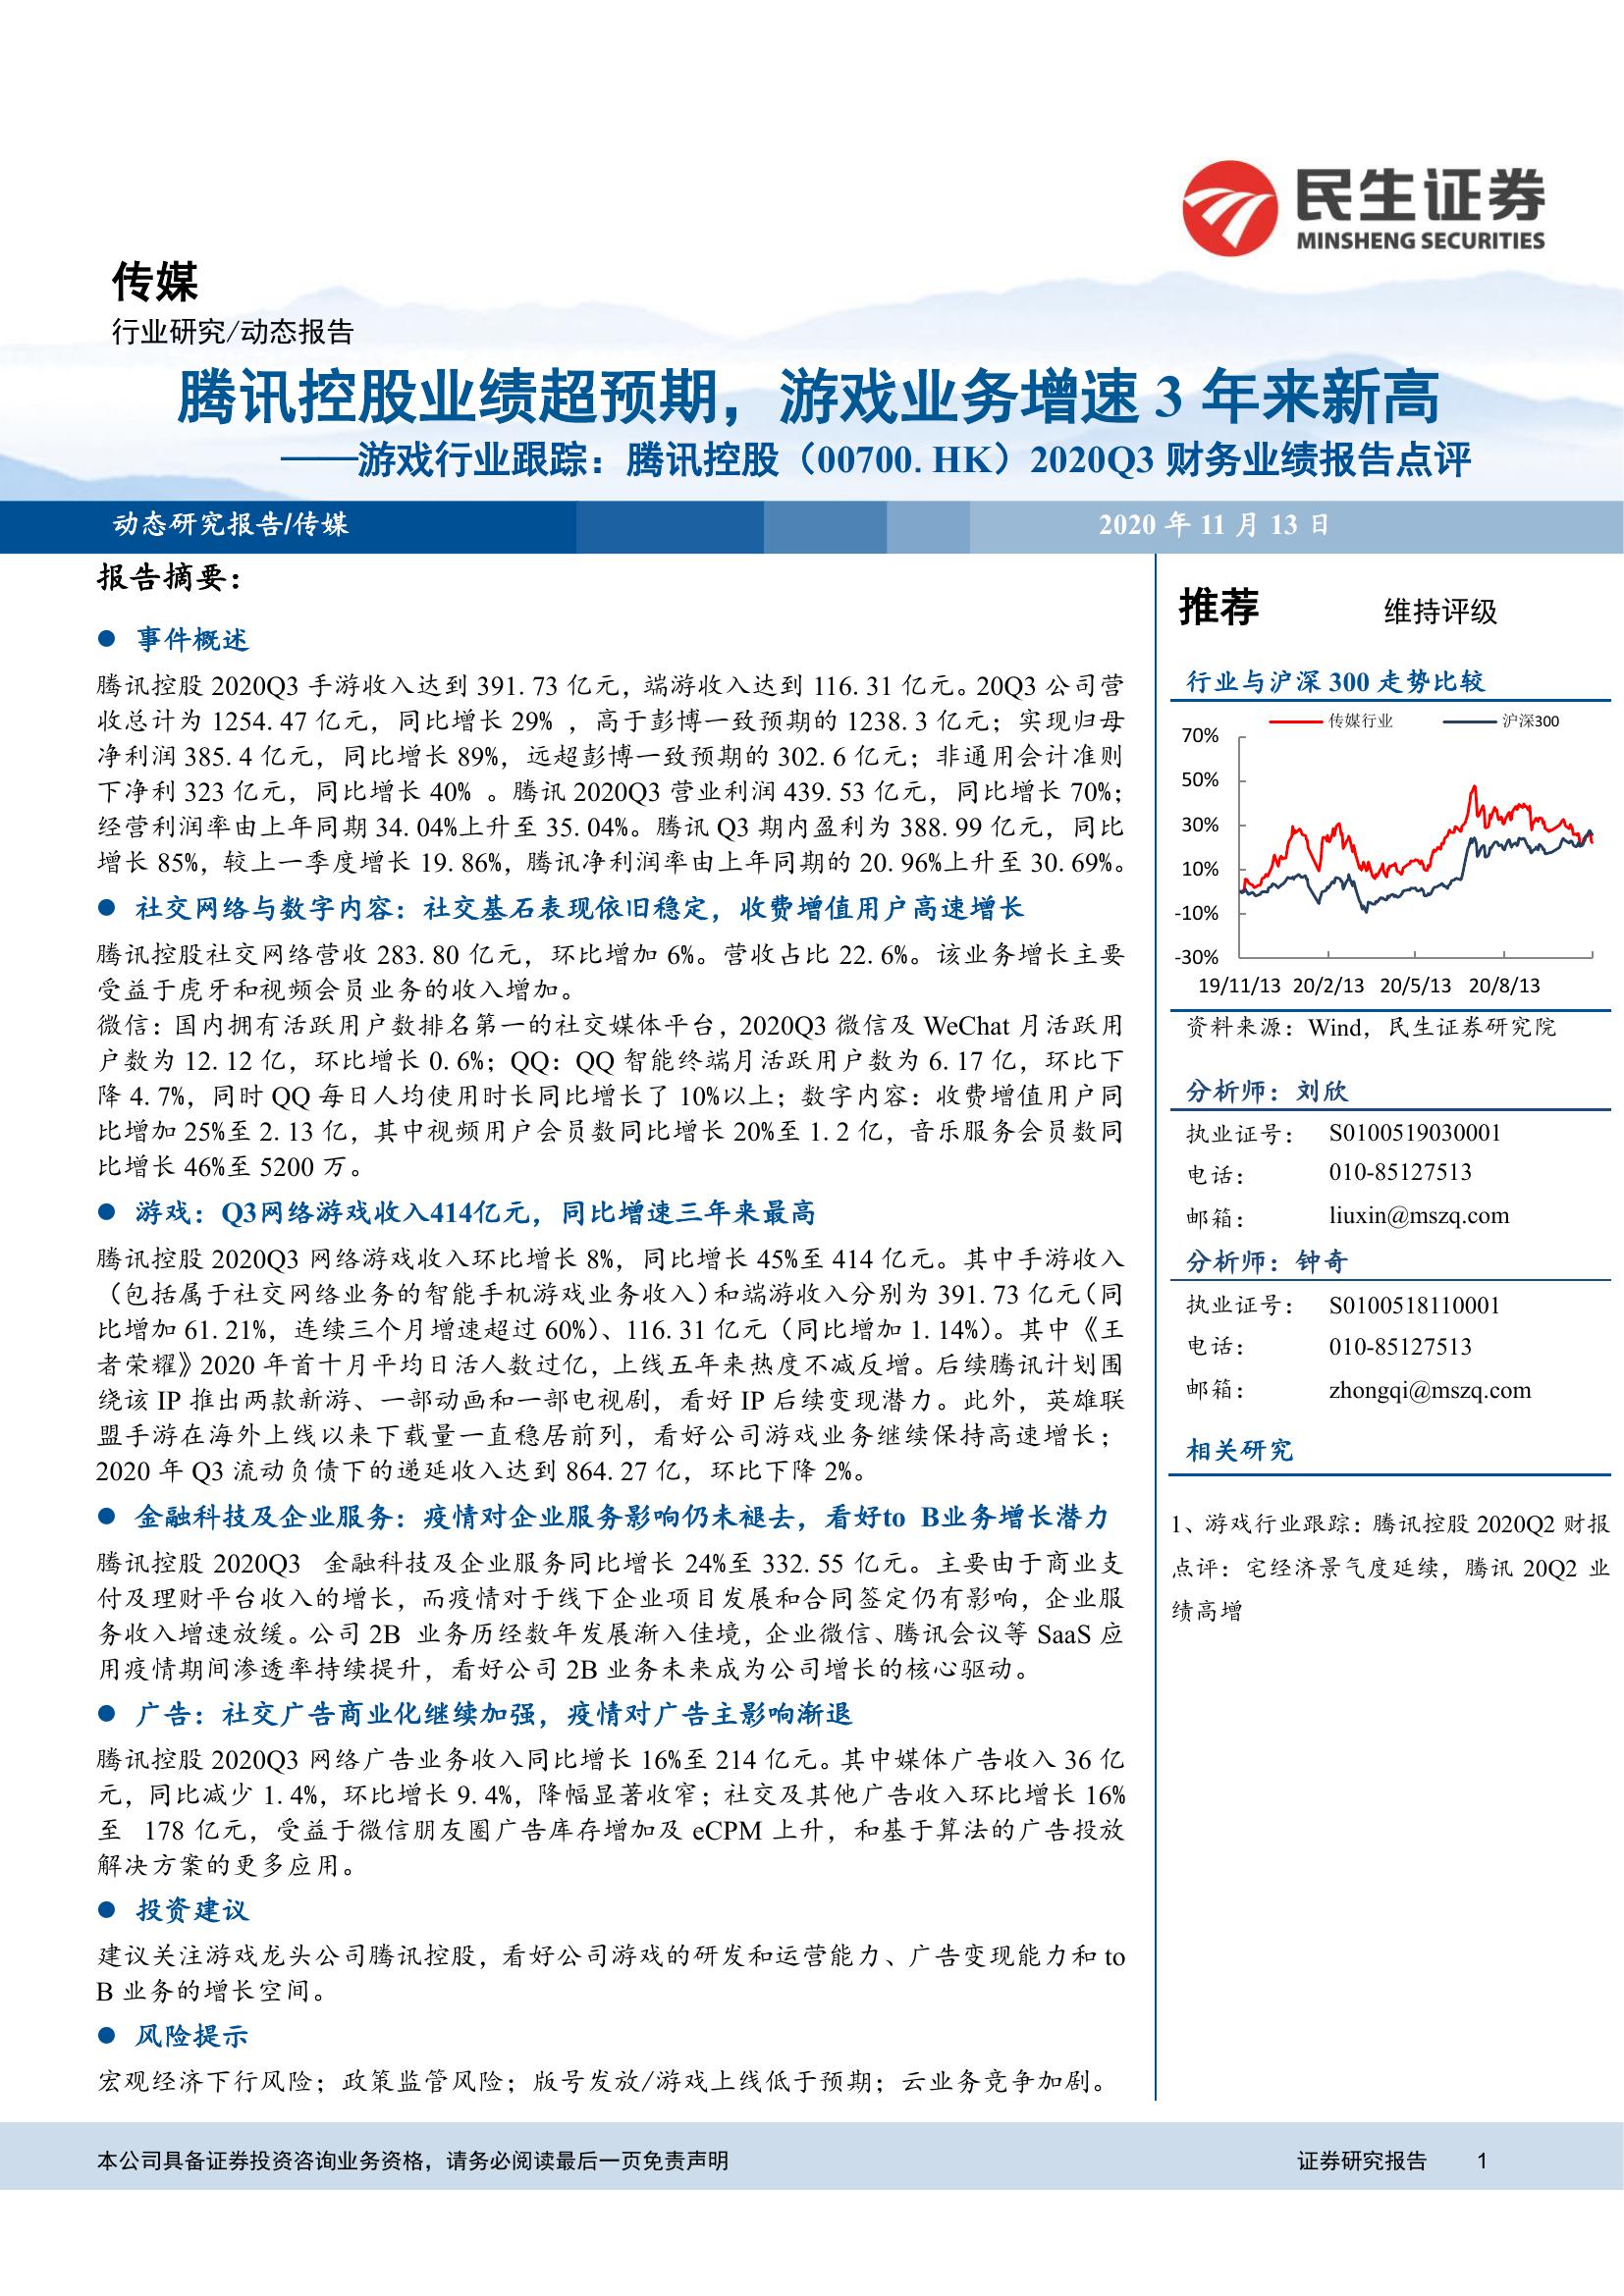 民生证券
MINSHENG SECURITIES
传媒
行业研究/动态报告
腾讯控股业绩超预期，游戏业务增速 3 年来新高
——游戏行业跟踪：腾讯控股（00700.HK）2020Q3 财务业绩报告点评
动态研究报告/传媒
2020 年 11 月 13 日
报告摘要：
● 事件概述
腾讯控股 2020Q3 手游收入达到 391.73 亿元，端游收入达到 116.31 亿元。20Q3 公司营
收总计为 1254.47 亿元，同比增长 29% ，高于彭博一致预期的 1238.3 亿元；实现归母
净利润 385.4 亿元，同比增长 89%，远超彭博一致预期的 302.6 亿元；非通用会计准则
下净利 323 亿元，同比增长 40% 。腾讯 2020Q3 营业利润 439.53 亿元，同比增长 70%；
经营利润率由上年同期 34.04%上升至 35.04%。腾讯 Q3 期内盈利为 388.99 亿元，同比
增长 85%，较上一季度增长 19.86%，腾讯净利润率由上年同期的 20.96%上升至 30.69%。
● 社交网络与数字内容：社交基石表现依旧稳定，收费增值用户高速增长
腾讯控股社交网络营收 283.80 亿元，环比增加 6%。营收占比 22.6%。该业务增长主要
受益于虎牙和视频会员业务的收入增加。
微信：国内拥有活跃用户数排名第一的社交媒体平台，2020Q3 微信及 WeChat 月活跃用
户数为 12.12 亿，环比增长 0.6%；QQ：QQ 智能终端月活跃用户数为 6.17 亿，环比下
降 4.7%，同时 QQ 每日人均使用时长同比增长了 10%以上；数字内容：收费增值用户同
比增加 25%至 2.13 亿，其中视频用户会员数同比增长 20%至 1.2 亿，音乐服务会员数同
比增长 46%至 5200 万。
● 游戏：Q3网络游戏收入414亿元，同比增速三年来最高
腾讯控股 2020Q3 网络游戏收入环比增长 8%，同比增长 45%至 414 亿元。其中手游收入
（包括属于社交网络业务的智能手机游戏业务收入）和端游收入分别为 391.73 亿元（同
比增加 61.21%，连续三个月增速超过 60%）、116.31 亿元（同比增加 1.14%）。其中《王
者荣耀》2020 年首十月平均日活人数过亿，上线五年来热度不减反增。后续腾讯计划围
绕该 IP 推出两款新游、一部动画和一部电视剧，看好 IP 后续变现潜力。此外，英雄联
盟手游在海外上线以来下载量一直稳居前列，看好公司游戏业务继续保持高速增长；
2020 年 Q3 流动负债下的递延收入达到 864.27 亿，环比下降 2%。
● 金融科技及企业服务：疫情对企业服务影响仍未褪去，看好to B业务增长潜力
腾讯控股 2020Q3 金融科技及企业服务同比增长 24%至 332.55 亿元。主要由于商业支
付及理财平台收入的增长，而疫情对于线下企业项目发展和合同签定仍有影响，企业服
务收入增速放缓。公司 2B 业务历经数年发展渐入佳境，企业微信、腾讯会议等 SaaS 应
用疫情期间渗透率持续提升，看好公司 2B 业务未来成为公司增长的核心驱动。
● 广告：社交广告商业化继续加强，疫情对广告主影响渐退
腾讯控股 2020Q3 网络广告业务收入同比增长 16%至 214 亿元。其中媒体广告收入 36 亿
元，同比减少 1.4%，环比增长 9.4%，降幅显著收窄；社交及其他广告收入环比增长 16%
至 178 亿元，受益于微信朋友圈广告库存增加及 eCPM 上升，和基于算法的广告投放
解决方案的更多应用。
● 投资建议
建议关注游戏龙头公司腾讯控股，看好公司游戏的研发和运营能力、广告变现能力和 to
B 业务的增长空间。
● 风险提示
宏观经济下行风险；政策监管风险；版号发放/游戏上线低于预期；云业务竞争加剧。
推荐 维持评级
行业与沪深 300 走势比较
传媒行业 沪深300
70%
50%
30%
10%
-10%
-30%
19/11/13 20/2/13 20/5/13 20/8/13
资料来源：Wind，民生证券研究院
分析师：刘欣
执业证号： S0100519030001
电话： 010-85127513
邮箱： liuxin@mszq.com
分析师：钟奇
执业证号： S0100518110001
电话： 010-85127513
邮箱： zhongqi@mszq.com
相关研究
1、游戏行业跟踪：腾讯控股 2020Q2 财报
点评：宅经济景气度延续，腾讯 20Q2 业
绩高增
本公司具备证券投资咨询业务资格，请务必阅读最后一页免责声明
证券研究报告 1